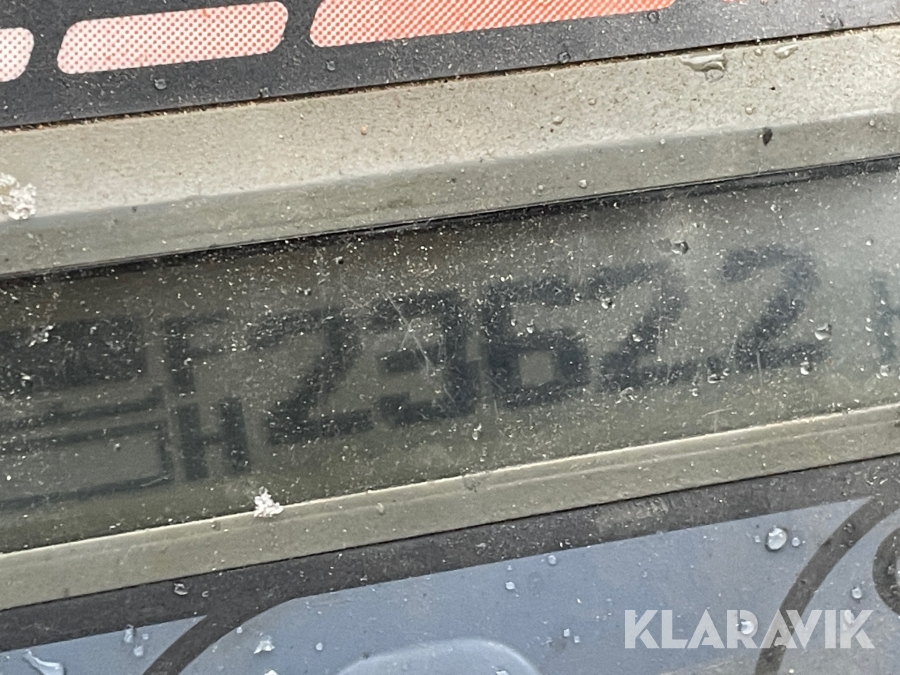 F
H 2362.2 H
KLARAVIK